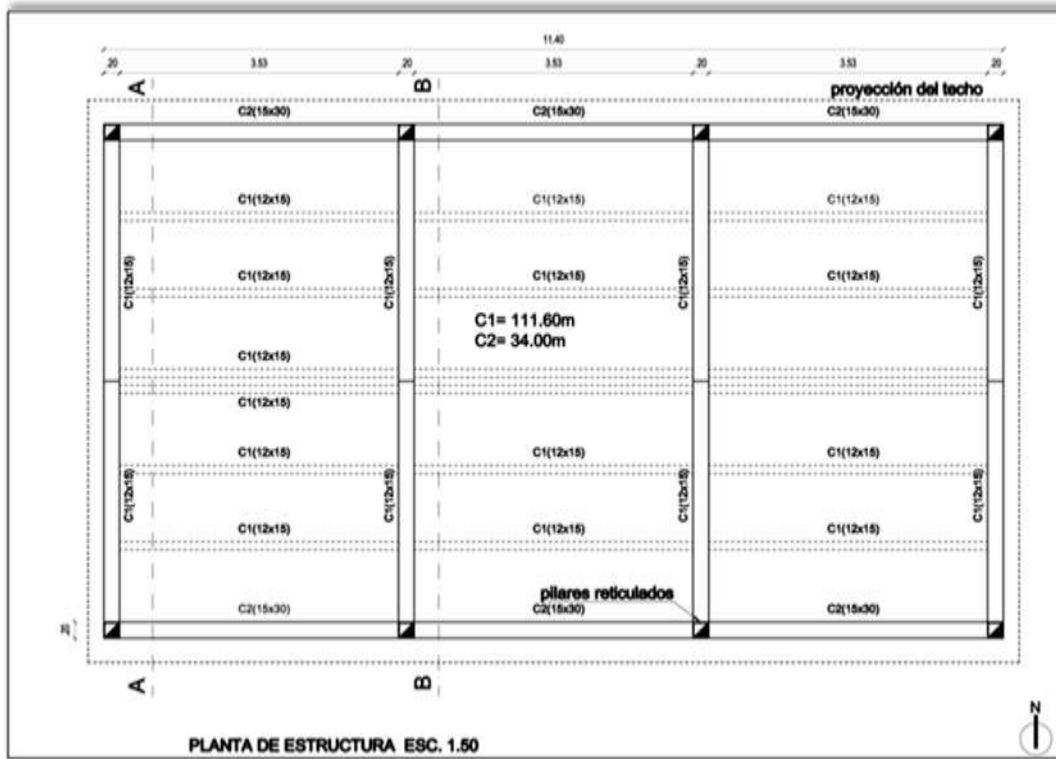 11.40
20 3.53 20 3.53 20 3.53 20
A B
proyección del techo
C2(15x30) C2(15x30) C2(15x30)
C1(12x15) C1(12x15) C1(12x15)
C1(12x15) C1(12x15) C1(12x15) C1(12x15)
C1(12x15) C1(12x15) C1(12x15)
C1= 111.60m
C2= 34.00m
C1(12x15)
C1(12x15)
C1(12x15) C1(12x15) C1(12x15)
C1(12x15) C1(12x15) C1(12x15) C1(12x15)
C1(12x15) C1(12x15) C1(12x15)
pilares reticulados
C2(15x30) C2(15x30) C2(15x30)
20
A B
N
PLANTA DE ESTRUCTURA ESC. 1.50